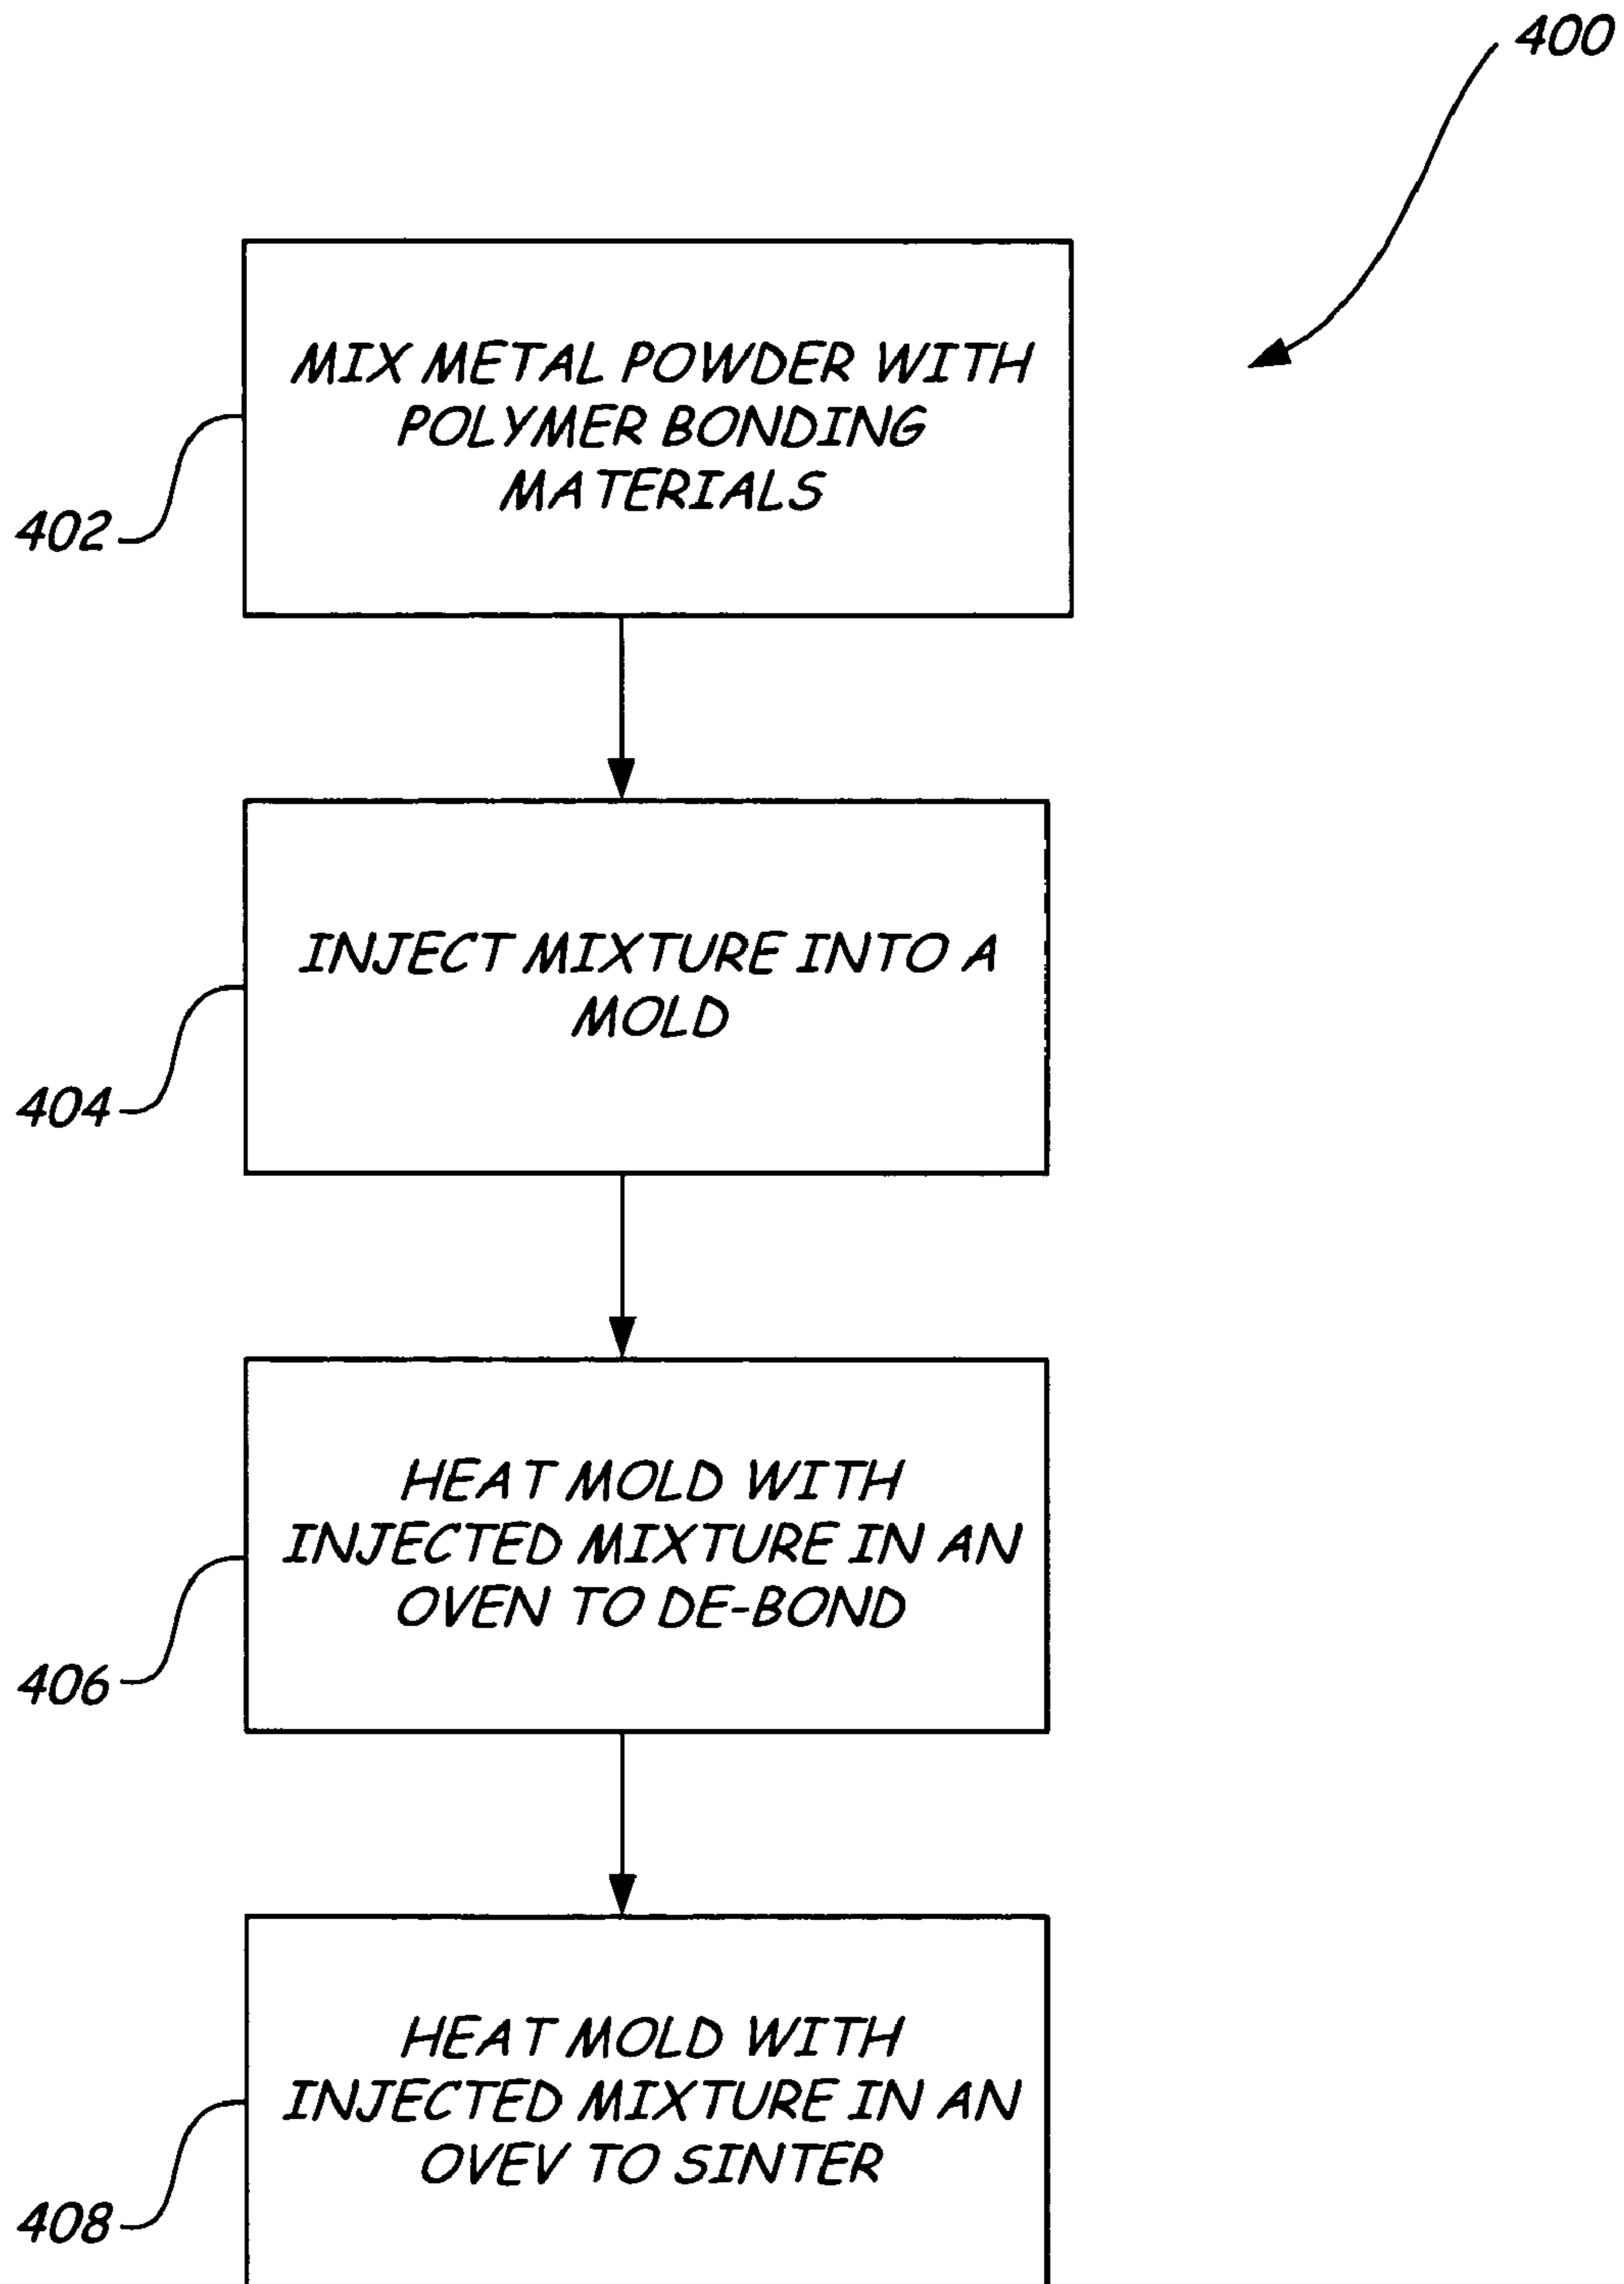 400
MIX METAL POWDER WITH
POLYMER BONDING
MATERIALS
402
INJECT MIXTURE INTO A
MOLD
404
HEAT MOLD WITH
INJECTED MIXTURE IN AN
OVEN TO DE-BOND
406
HEAT MOLD WITH
INJECTED MIXTURE IN AN
OVEV TO SINTER
408